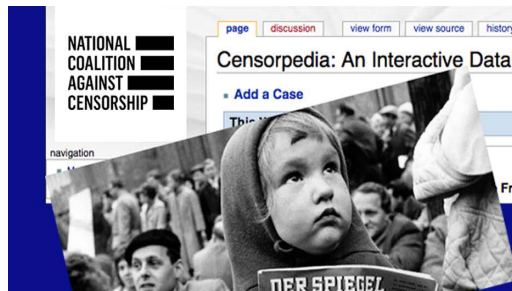 NATIONAL
COALITION
AGAINST
CENSORSHIP
page discussion view form view source history
Censorpedia: An Interactive Data
Add a Case
navigation
DER SPIEGEL